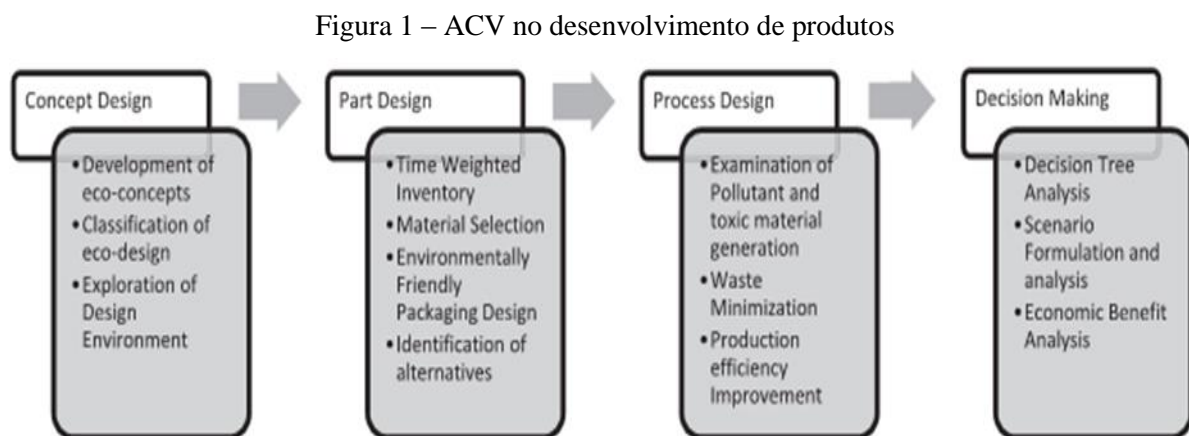 Figura 1 – ACV no desenvolvimento de produtos
Concept Design
•Development of
eco-concepts
•Classification of
eco-design
•Exploration of
Design
Environment
Part Design
•Time Weighted
Inventory
•Material Selection
•Environmentally
Friendly
Packaging Design
•Identification of
alternatives
Process Design
•Examination of
Pollutant and
toxic material
generation
•Waste
Minimization
•Production
efficiency
Improvement
Decision Making
•Decision Tree
Analysis
•Scenario
Formulation and
analysis
•Economic Benefit
Analysis